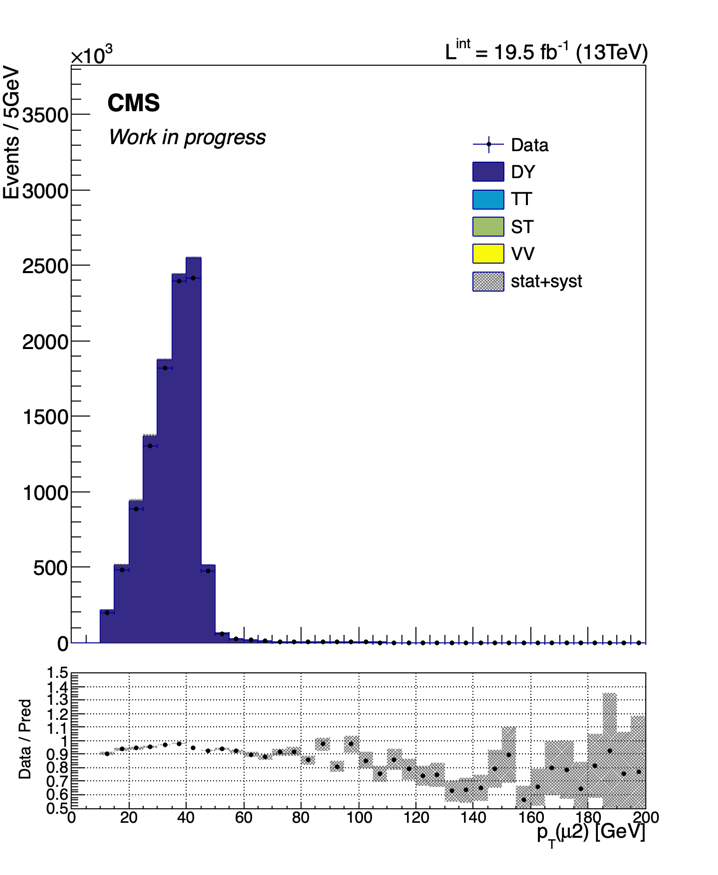 ×10³
L^int = 19.5 fb⁻¹ (13TeV)
Events / 5GeV
CMS
Work in progress
Data
DY
TT
ST
VV
stat+syst
3500
3000
2500
2000
1500
1000
500
0
Data / Pred
1.5
1.4
1.3
1.2
1.1
1
0.9
0.8
0.7
0.6
0.5
0 20 40 60 80 100 120 140 160 180 200
p_T(μ2) [GeV]